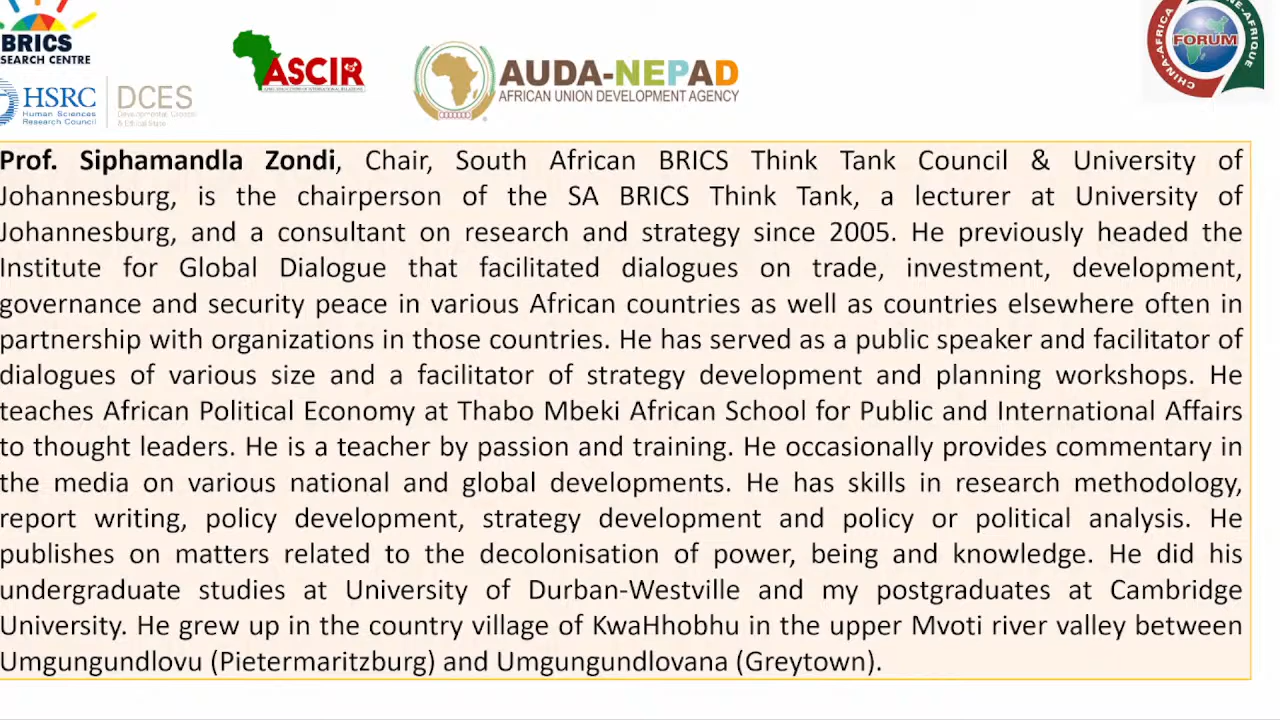 BRICS
SEARCH CENTRE
HSRC
Human Sciences
Research Council
DCES
Developmental, Capable
& Ethical State
ASCIR
AUDA-NEPAD
AFRICAN UNION DEVELOPMENT AGENCY
FORUM
CHINA-AFRICA
NE-AFRIQUE
Prof. Siphamandla Zondi, Chair, South African BRICS Think Tank Council & University of
Johannesburg, is the chairperson of the SA BRICS Think Tank, a lecturer at University of
Johannesburg, and a consultant on research and strategy since 2005. He previously headed the
Institute for Global Dialogue that facilitated dialogues on trade, investment, development,
governance and security peace in various African countries as well as countries elsewhere often in
partnership with organizations in those countries. He has served as a public speaker and facilitator of
dialogues of various size and a facilitator of strategy development and planning workshops. He
teaches African Political Economy at Thabo Mbeki African School for Public and International Affairs
to thought leaders. He is a teacher by passion and training. He occasionally provides commentary in
the media on various national and global developments. He has skills in research methodology,
report writing, policy development, strategy development and policy or political analysis. He
publishes on matters related to the decolonisation of power, being and knowledge. He did his
undergraduate studies at University of Durban-Westville and my postgraduates at Cambridge
University. He grew up in the country village of KwaHhobhu in the upper Mvoti river valley between
Umgungundlovu (Pietermaritzburg) and Umgungundlovana (Greytown).